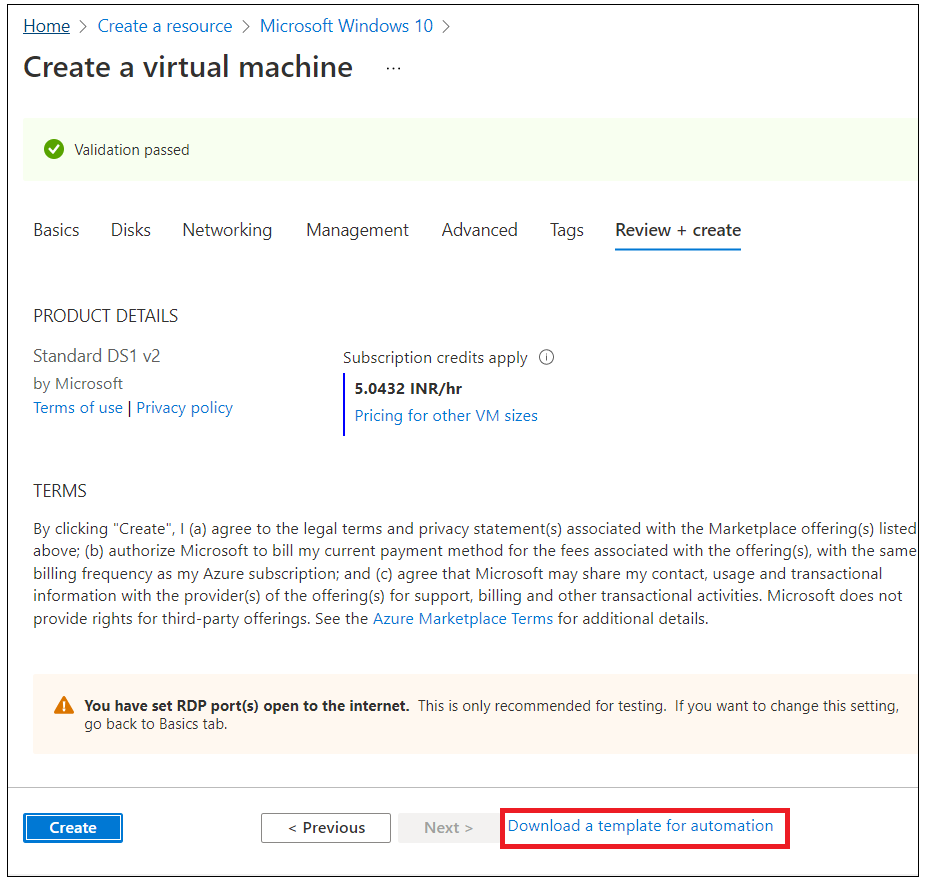 Home > Create a resource > Microsoft Windows 10 >
Create a virtual machine ...
Validation passed
Basics Disks Networking Management Advanced Tags Review + create
PRODUCT DETAILS
Standard DS1 v2
by Microsoft
Terms of use | Privacy policy
Subscription credits apply
5.0432 INR/hr
Pricing for other VM sizes
TERMS
By clicking "Create", I (a) agree to the legal terms and privacy statement(s) associated with the Marketplace offering(s) listed
above; (b) authorize Microsoft to bill my current payment method for the fees associated with the offering(s), with the same
billing frequency as my Azure subscription; and (c) agree that Microsoft may share my contact, usage and transactional
information with the provider(s) of the offering(s) for support, billing and other transactional activities. Microsoft does not
provide rights for third-party offerings. See the Azure Marketplace Terms for additional details.
You have set RDP port(s) open to the internet. This is only recommended for testing. If you want to change this setting,
go back to Basics tab.
Create < Previous Next > Download a template for automation